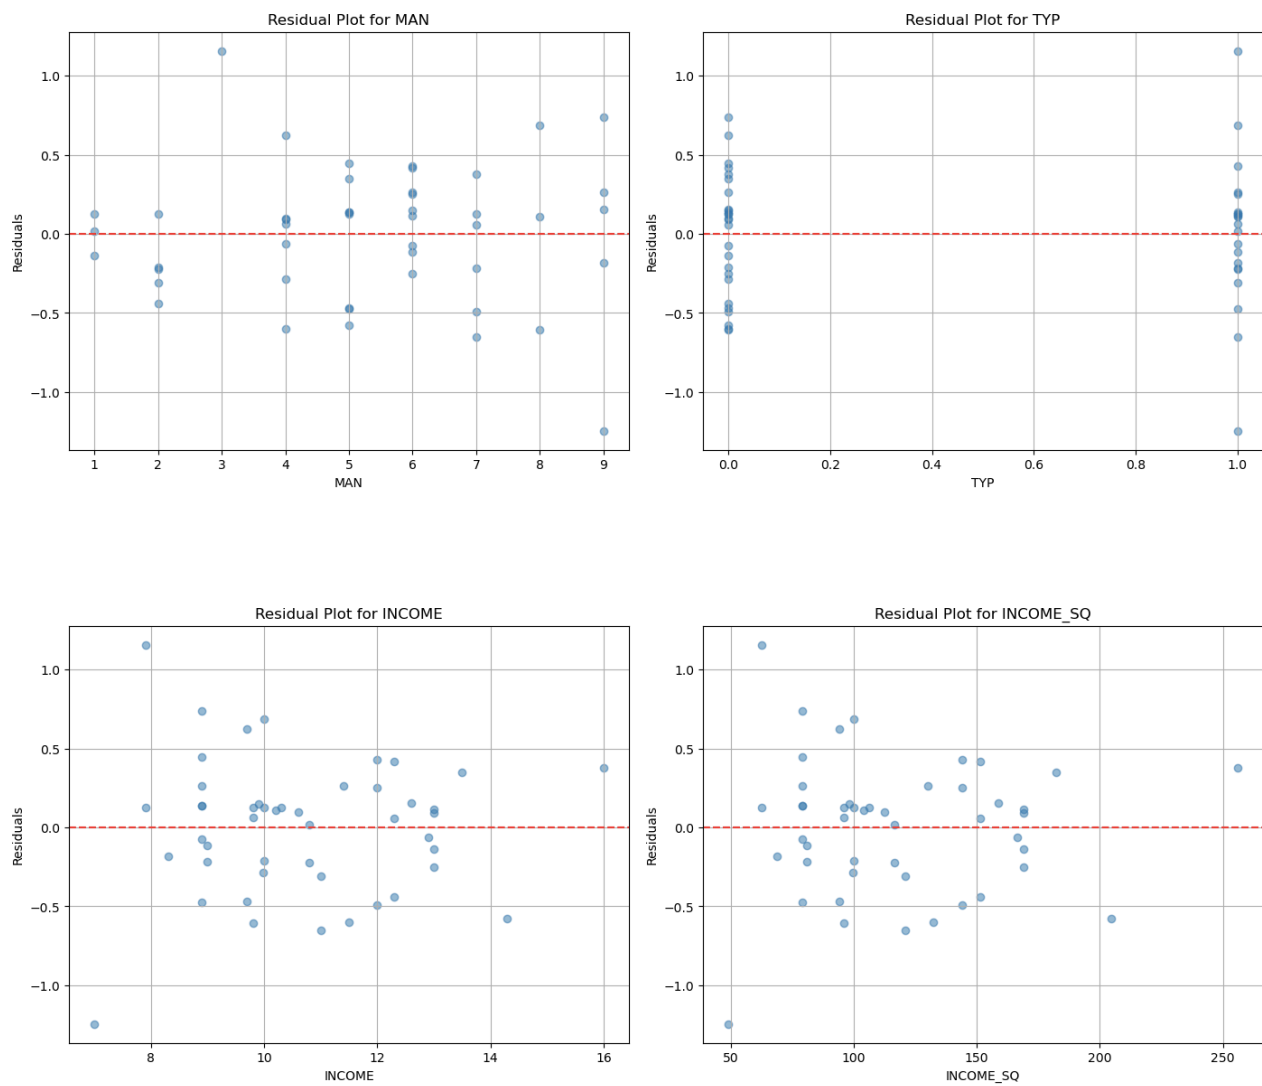 Residual Plot for MAN
Residuals
1.0
0.5
0.0
−0.5
−1.0
1 2 3 4 5 6 7 8 9
MAN
Residual Plot for TYP
Residuals
1.0
0.5
0.0
−0.5
−1.0
0.0 0.2 0.4 0.6 0.8 1.0
TYP
Residual Plot for INCOME
Residuals
1.0
0.5
0.0
−0.5
−1.0
8 10 12 14 16
INCOME
Residual Plot for INCOME_SQ
Residuals
1.0
0.5
0.0
−0.5
−1.0
50 100 150 200 250
INCOME_SQ